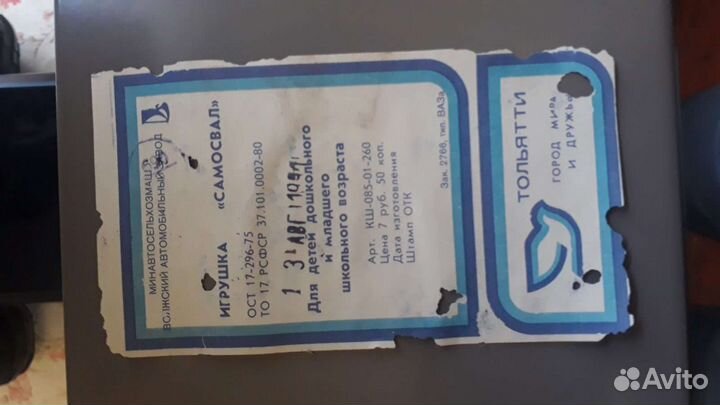 МИНАВТОСЕЛЬХОЗМАШ
ВОЛЖСКИЙ АВТОМОБИЛЬНЫЙ ЗАВОД
ИГРУШКА «САМОСВАЛ»
ОСТ 17-296-75
ТО 17. РСФСР 37.101.0002-80
АВГ 1991
Для детей дошкольного
и младшего
школьного возраста
Арт. КШ-085-01-260
Цена 7 руб. 50 коп.
Дата изготовления
Штамп ОТК
Зак. 2766, тип. ВАЗа
ТОЛЬЯТТИ
ГОРОД МИРА
И ДРУЖБЫ
Avito